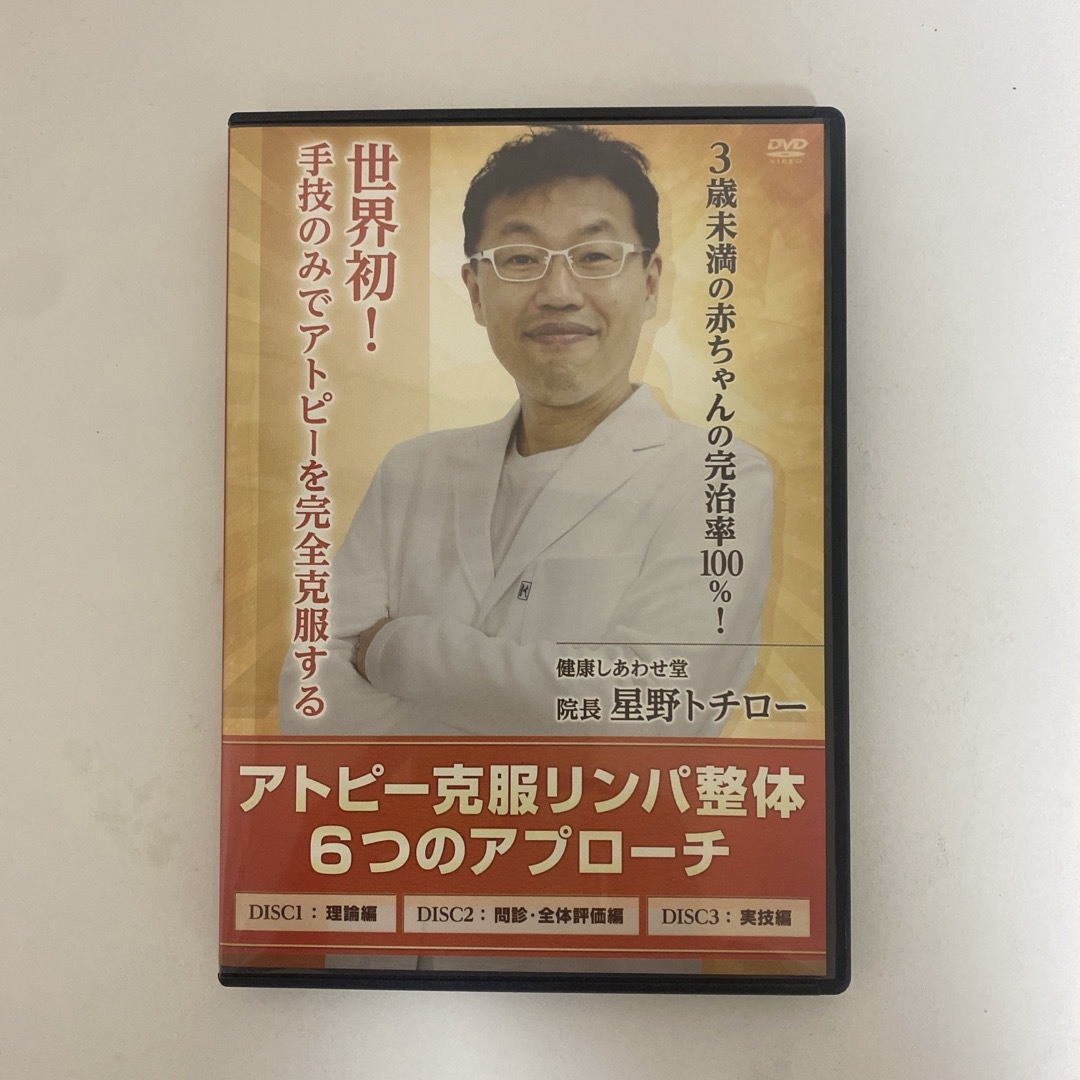 DVD
VIDEO
3歳未満の赤ちゃんの完治率100%!
世界初!
手技のみでアトピーを完全克服する
健康しあわせ堂
院長 星野トチロー
アトピー克服リンパ整体
6つのアプローチ
DISC1:理論編
DISC2:問診・全体評価編
DISC3:実技編